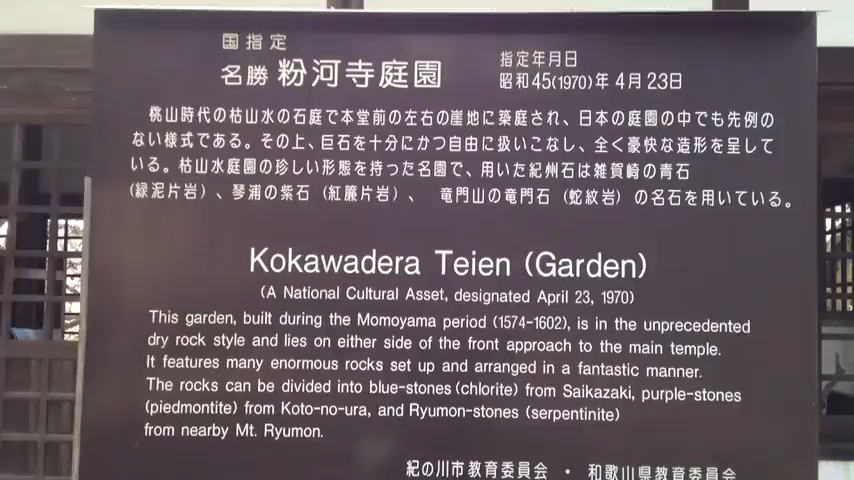 国指定
名勝 粉河寺庭園
指定年月日
昭和45(1970)年 4月23日
桃山時代の枯山水の石庭で本堂前の左右の崖地に築庭され、日本の庭園の中でも先例の
ない様式である。その上、巨石を十分にかつ自由に扱いこなし、全く豪快な造形を呈して
いる。枯山水庭園の珍しい形態を持った名園で、用いた紀州石は雑賀崎の青石
(緑泥片岩)、琴浦の紫石(紅簾片岩)、 竜門山の竜門石(蛇紋岩)の名石を用いている。
Kokawadera Teien (Garden)
(A National Cultural Asset, designated April 23, 1970)
This garden, built during the Momoyama period (1574-1602), is in the unprecedented
dry rock style and lies on either side of the front approach to the main temple.
It features many enormous rocks set up and arranged in a fantastic manner.
The rocks can be divided into blue-stones (chlorite) from Saikazaki, purple-stones
(piedmontite) from Koto-no-ura, and Ryumon-stones (serpentinite)
from nearby Mt. Ryumon.
紀の川市教育委員会 ・ 和歌山県教育委員会